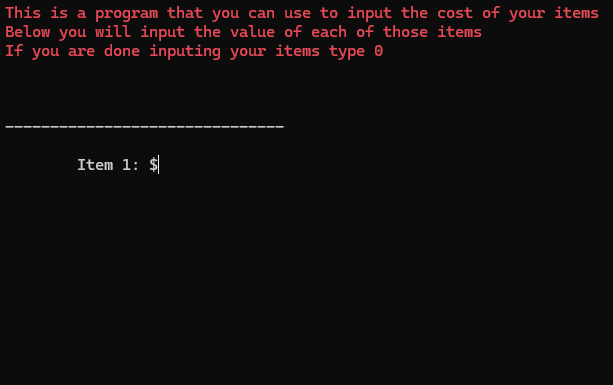 This is a program that you can use to input the cost of your items
Below you will input the value of each of those items
If you are done inputing your items type 0
_______________________________
Item 1: $